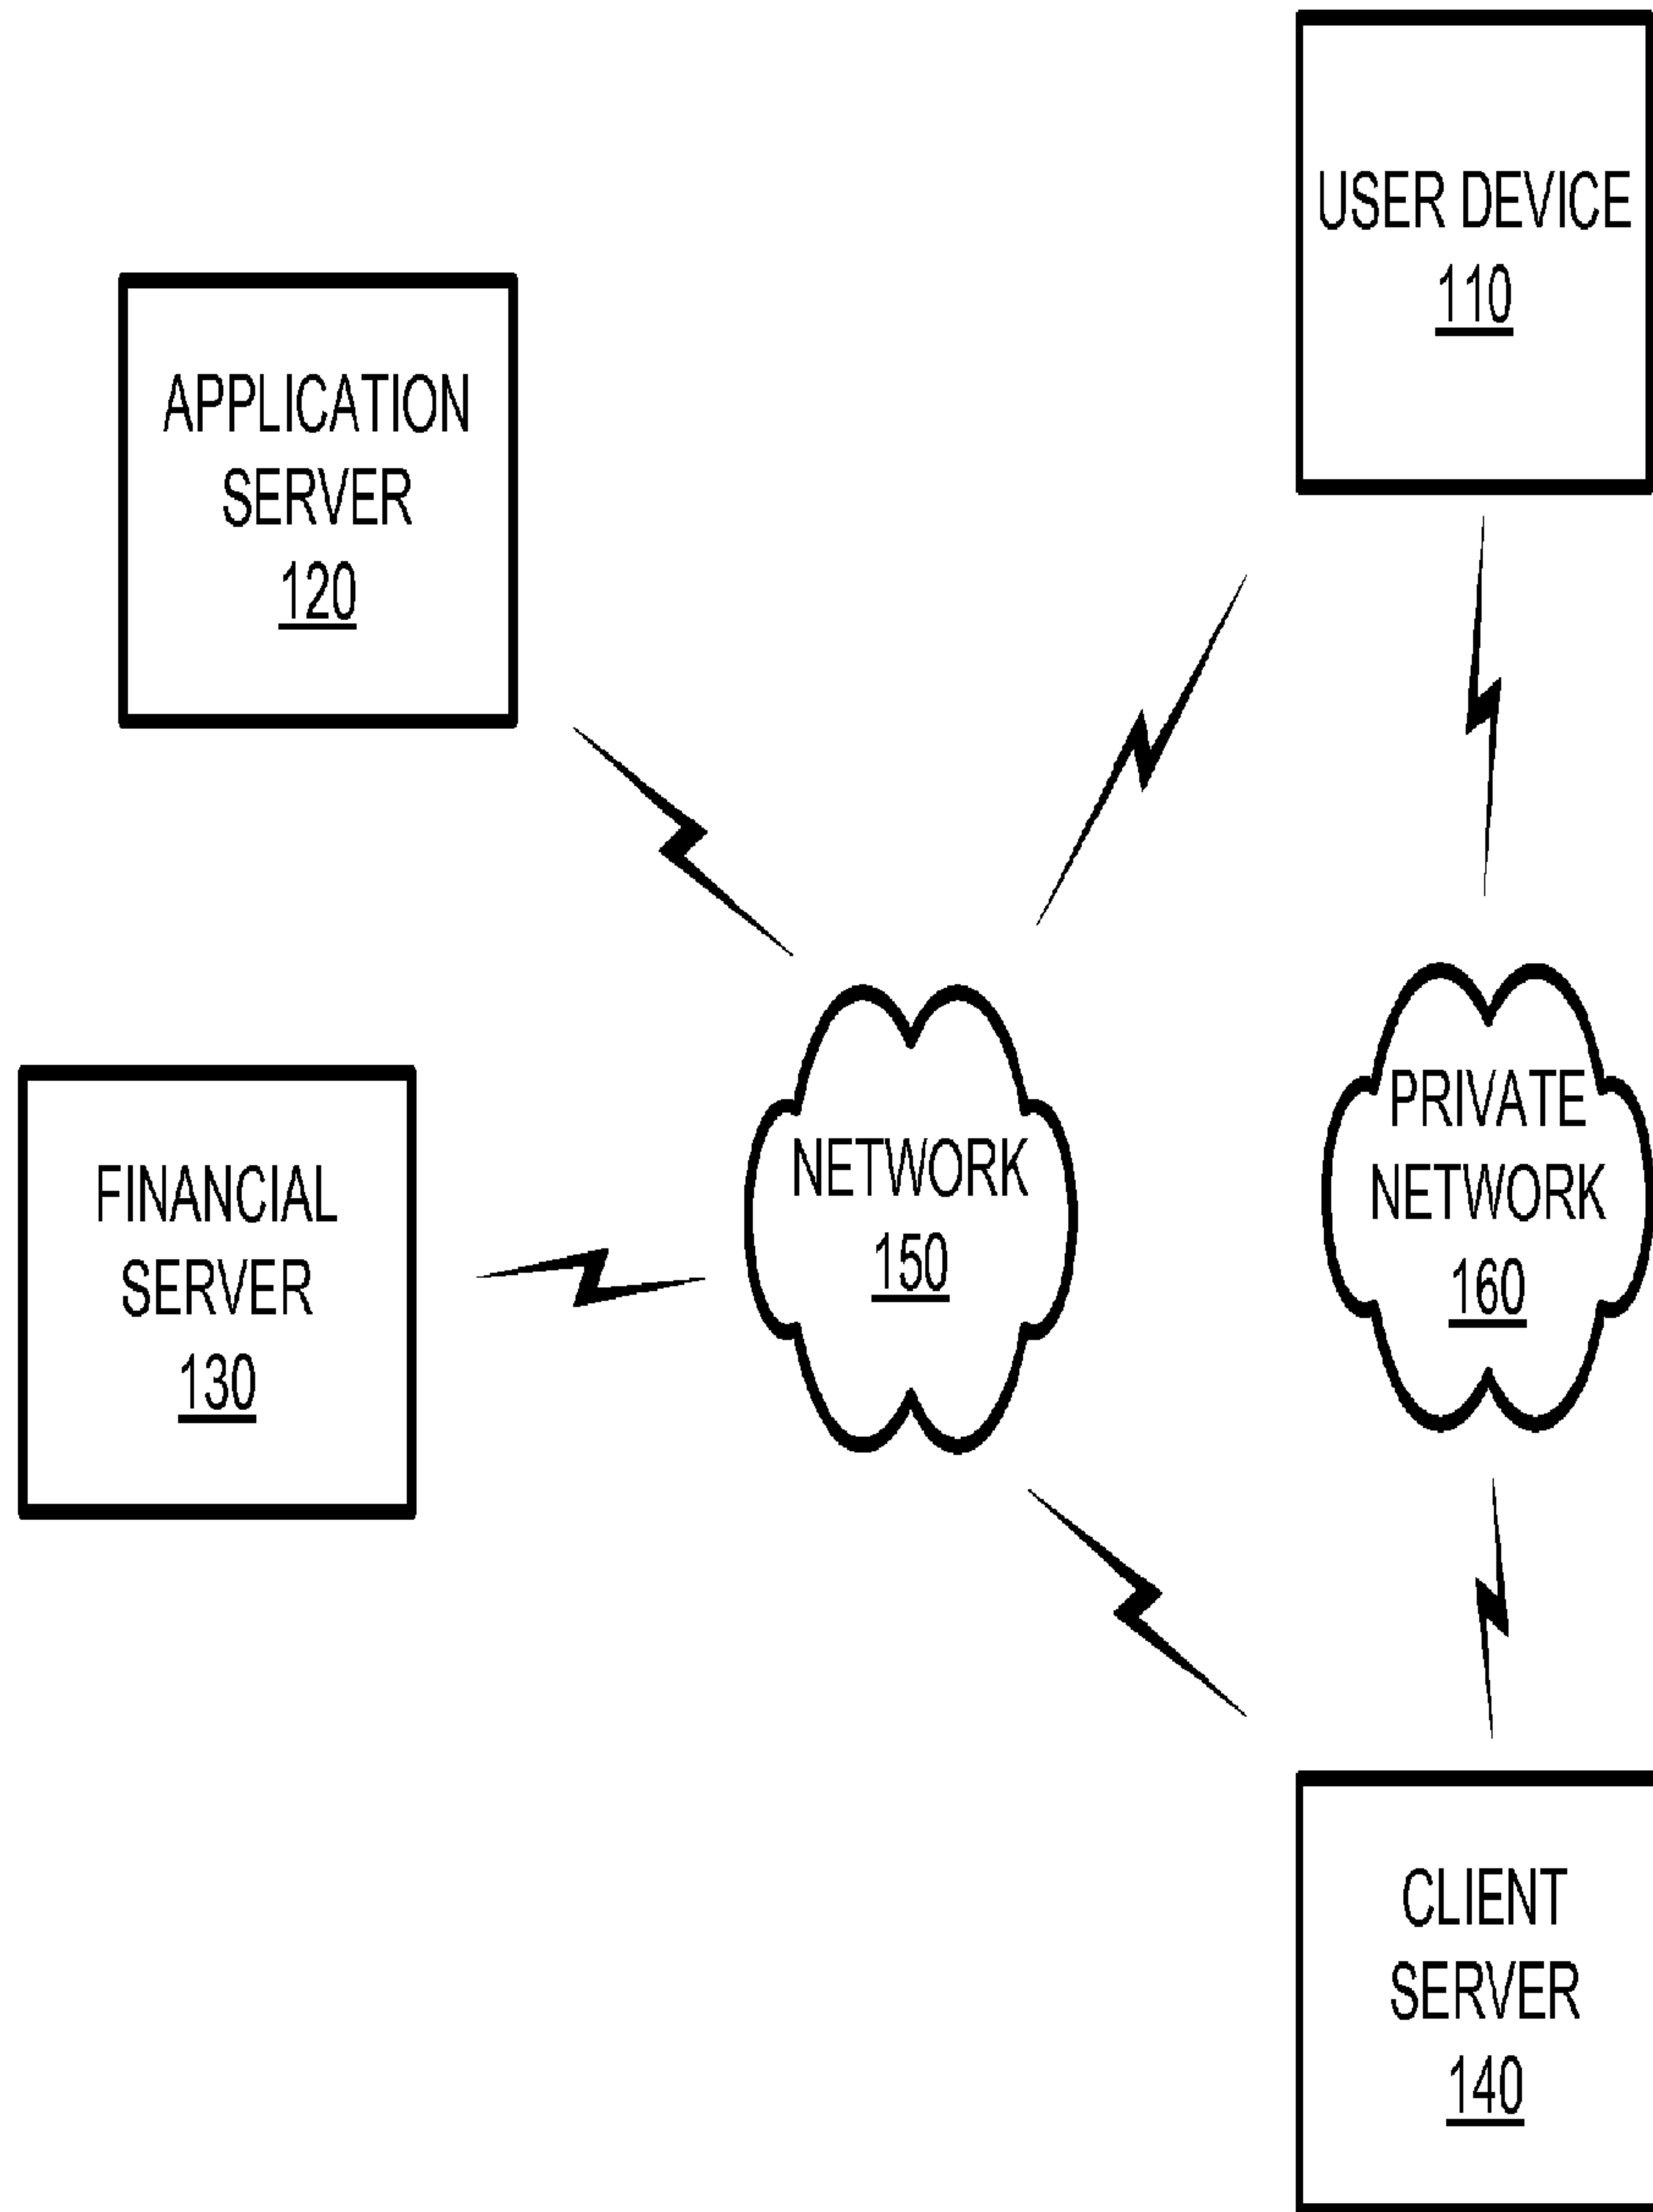 USER DEVICE
110
APPLICATION
SERVER
120
NETWORK
150
PRIVATE
NETWORK
160
FINANCIAL
SERVER
130
CLIENT
SERVER
140